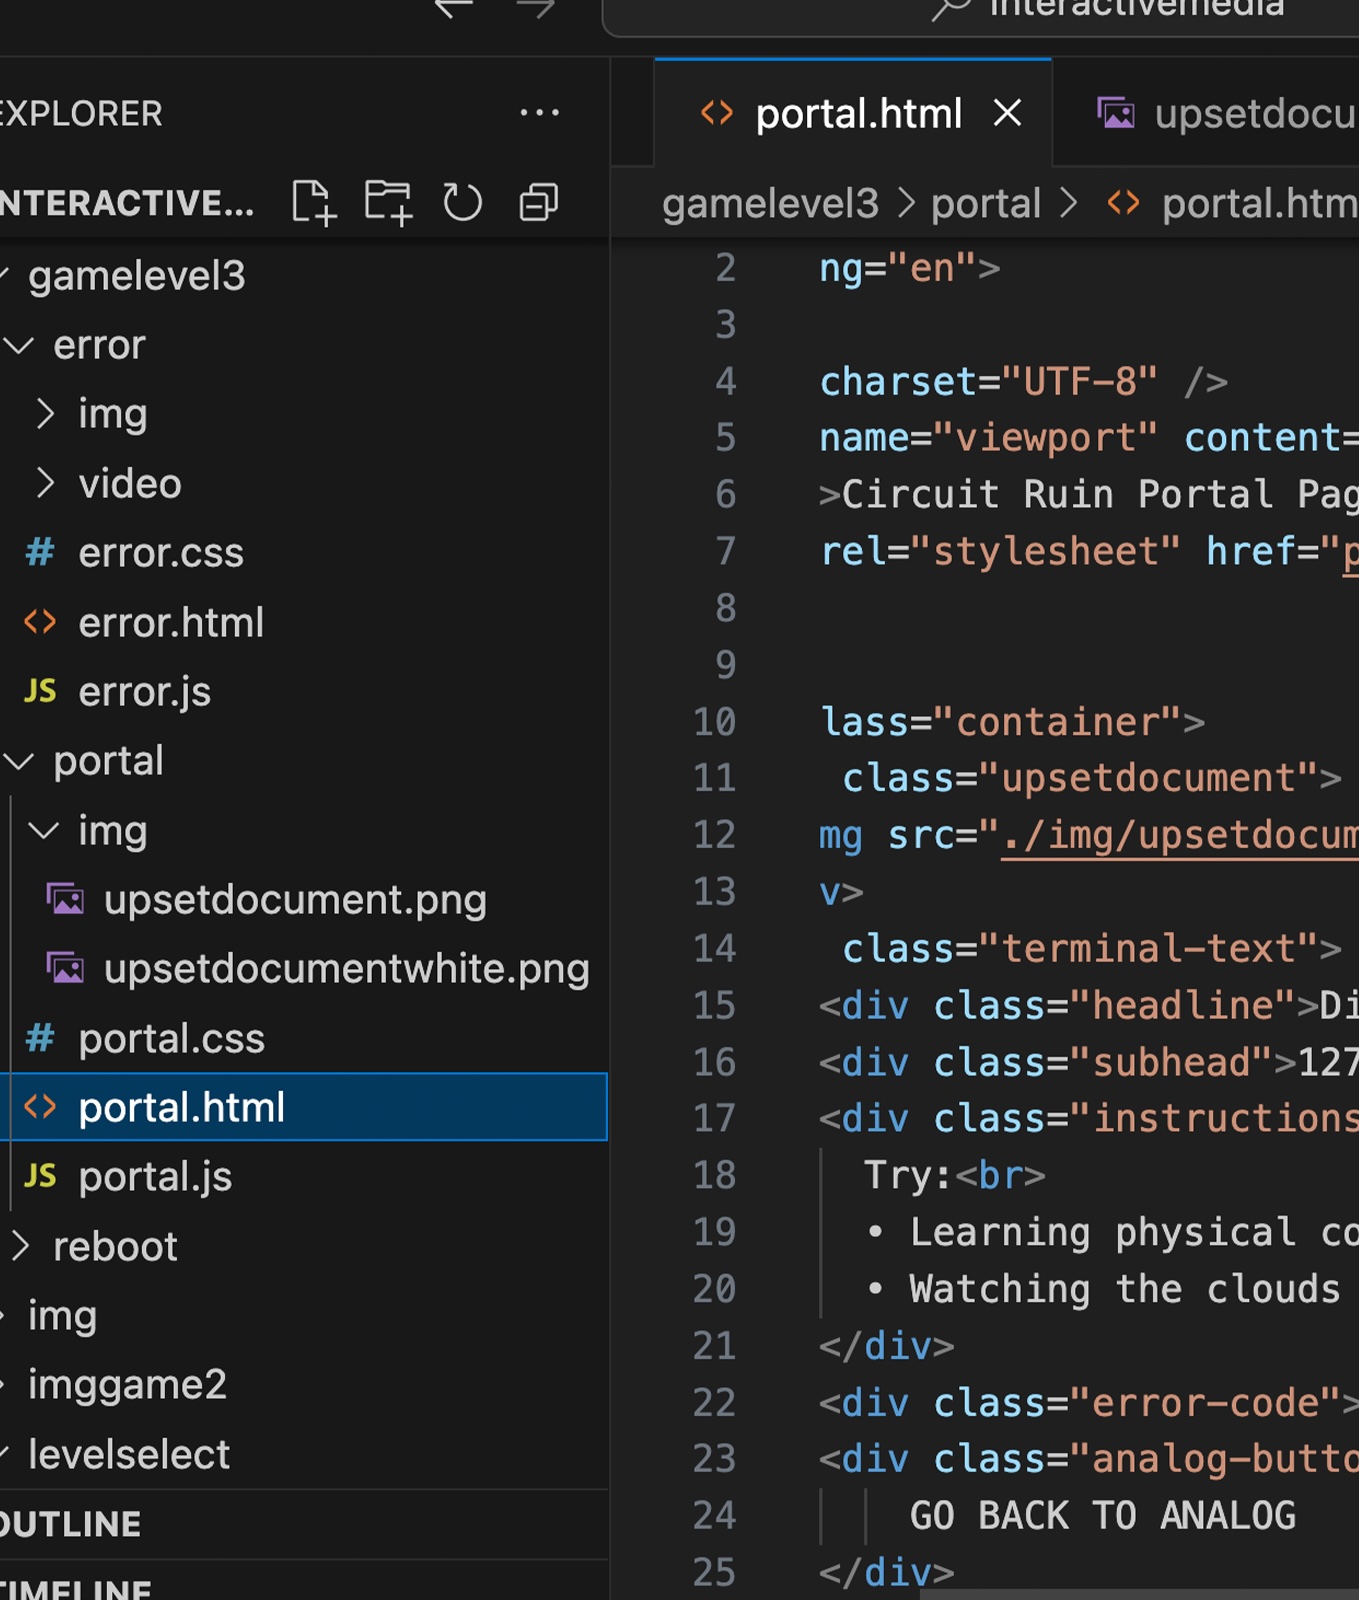 interactivemedia
EXPLORER
...
portal.html
upsetdocu
INTERACTIVE...
gamelevel3 > portal > <> portal.htm
gamelevel3
error
img
video
# error.css
<> error.html
JS error.js
portal
img
upsetdocument.png
upsetdocumentwhite.png
# portal.css
<> portal.html
JS portal.js
reboot
img
imggame2
levelselect
OUTLINE
TIMELINE
2 ng="en">
3
4 charset="UTF-8" />
5 name="viewport" content=
6 >Circuit Ruin Portal Pag
7 rel="stylesheet" href="p
8
9
10 lass="container">
11 class="upsetdocument">
12 mg src="./img/upsetdocum
13 v>
14 class="terminal-text">
15 <div class="headline">Di
16 <div class="subhead">127
17 <div class="instructions
18 Try:<br>
19 • Learning physical co
20 • Watching the clouds
21 </div>
22 <div class="error-code">
23 <div class="analog-butto
24 GO BACK TO ANALOG
25 </div>